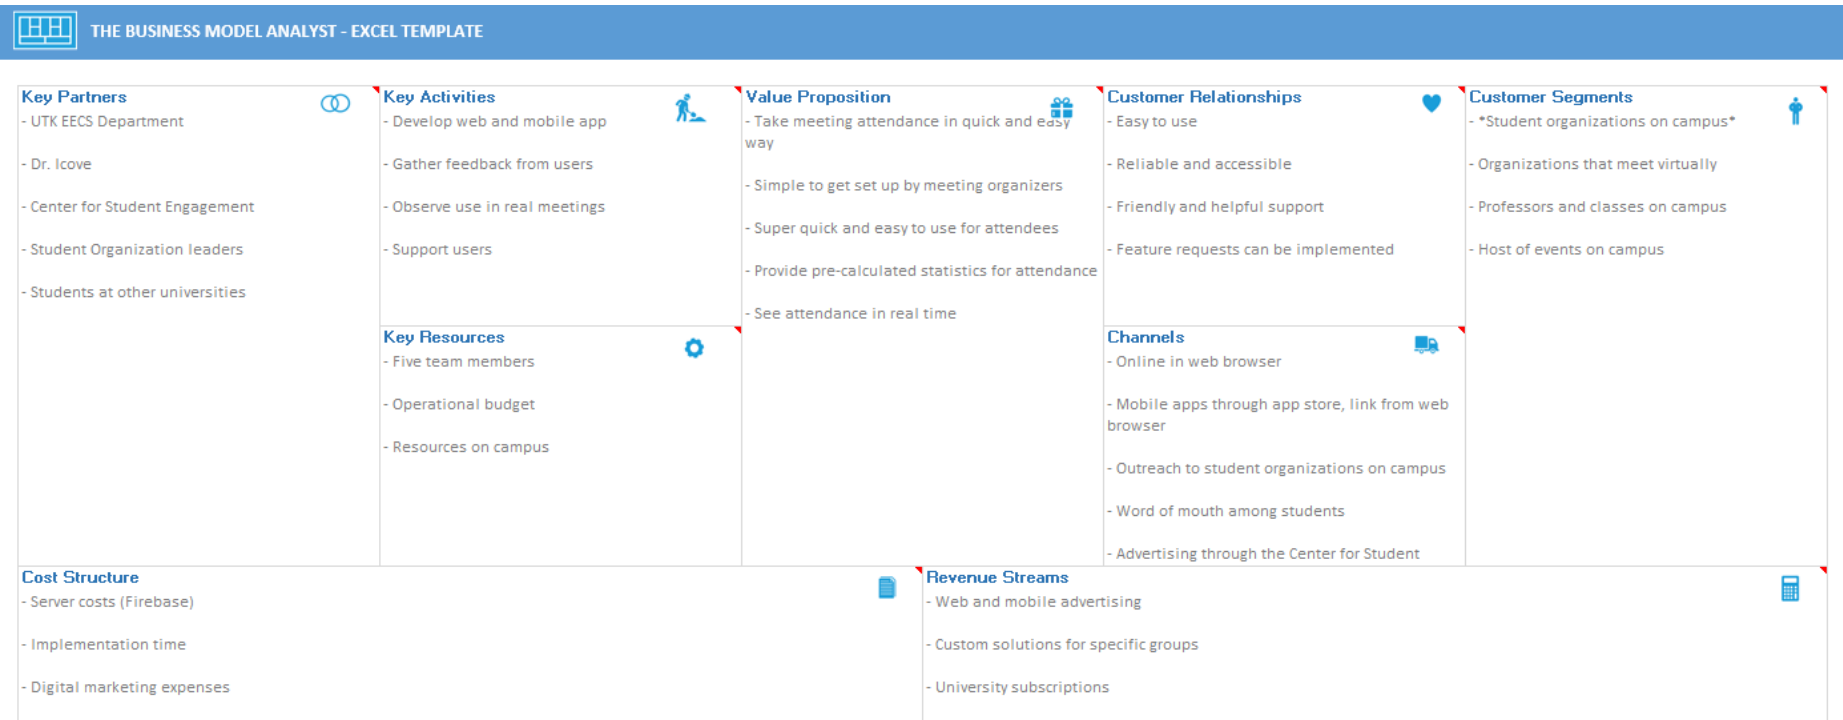 THE BUSINESS MODEL ANALYST - EXCEL TEMPLATE
Key Partners
- UTK EECS Department
- Dr. Icove
- Center for Student Engagement
- Student Organization leaders
- Students at other universities
Key Activities
- Develop web and mobile app
- Gather feedback from users
- Observe use in real meetings
- Support users
Key Resources
- Five team members
- Operational budget
- Resources on campus
Value Proposition
- Take meeting attendance in quick and easy
way
- Simple to get set up by meeting organizers
- Super quick and easy to use for attendees
- Provide pre-calculated statistics for attendance
- See attendance in real time
Customer Relationships
- Easy to use
- Reliable and accessible
- Friendly and helpful support
- Feature requests can be implemented
Channels
- Online in web browser
- Mobile apps through app store, link from web
browser
- Outreach to student organizations on campus
- Word of mouth among students
- Advertising through the Center for Student
Customer Segments
- *Student organizations on campus*
- Organizations that meet virtually
- Professors and classes on campus
- Host of events on campus
Cost Structure
- Server costs (Firebase)
- Implementation time
- Digital marketing expenses
Revenue Streams
- Web and mobile advertising
- Custom solutions for specific groups
- University subscriptions